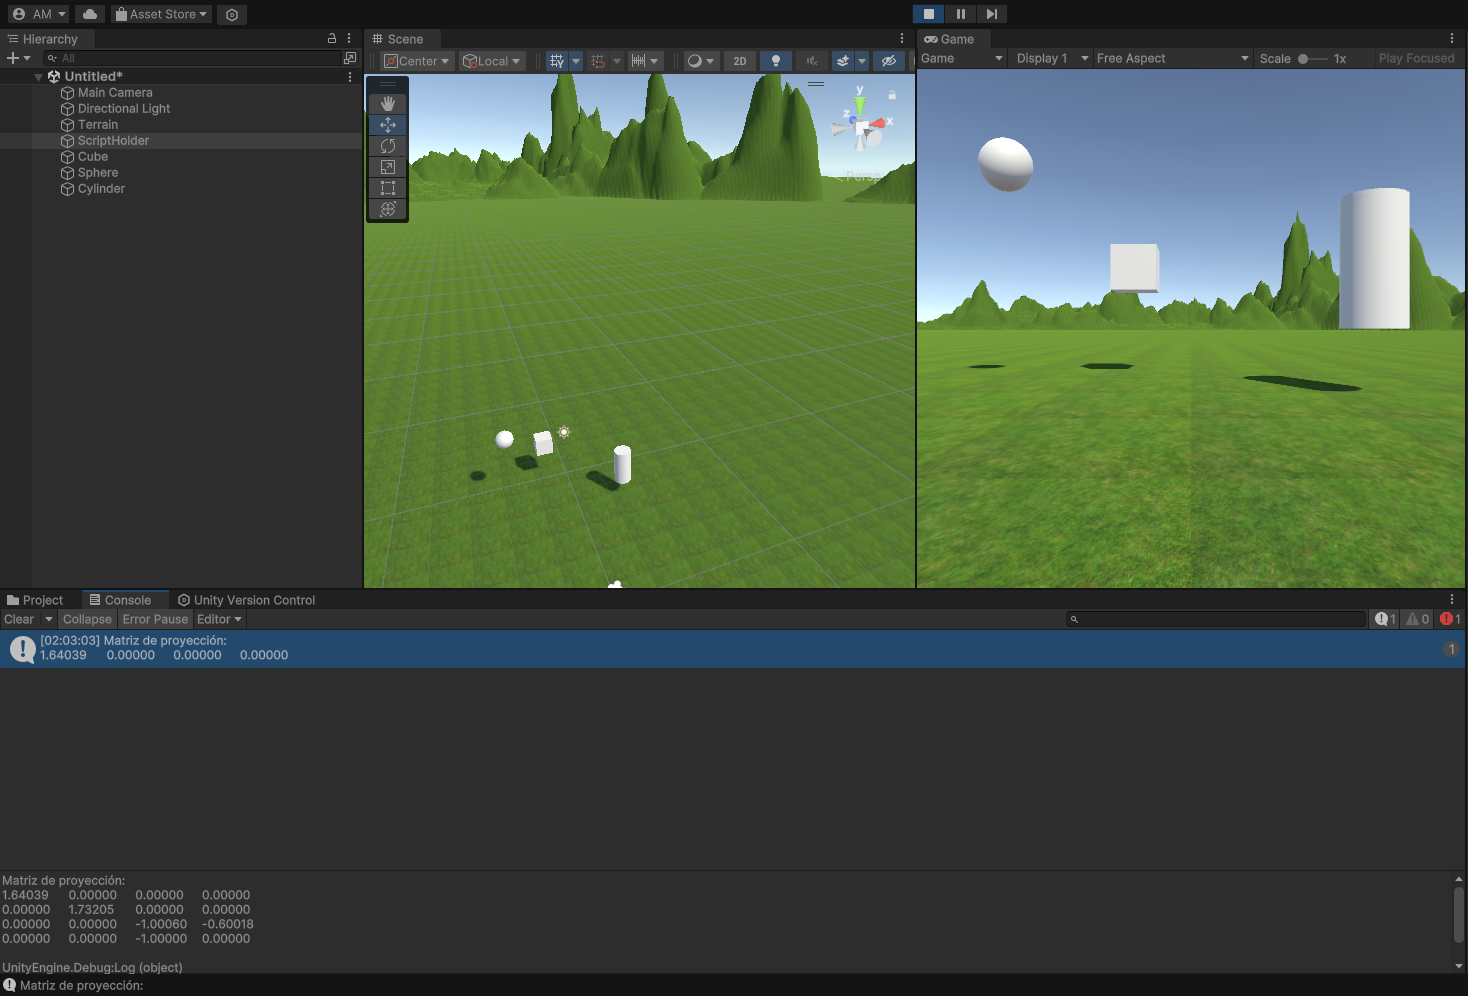 AM
Asset Store
Hierarchy
All
Untitled*
Main Camera
Directional Light
Terrain
ScriptHolder
Cube
Sphere
Cylinder
Scene
Center
Local
2D
y
z
x
Persp
Game
Game
Display 1
Free Aspect
Scale
1x
Play Focused
Project
Console
Unity Version Control
Clear
Collapse
Error Pause
Editor
1
0
1
[02:03:03] Matriz de proyección:
1.64039 0.00000 0.00000 0.00000
1
Matriz de proyección:
1.64039 0.00000 0.00000 0.00000
0.00000 1.73205 0.00000 0.00000
0.00000 0.00000 -1.00060 -0.60018
0.00000 0.00000 -1.00000 0.00000
UnityEngine.Debug:Log (object)
Matriz de proyección: